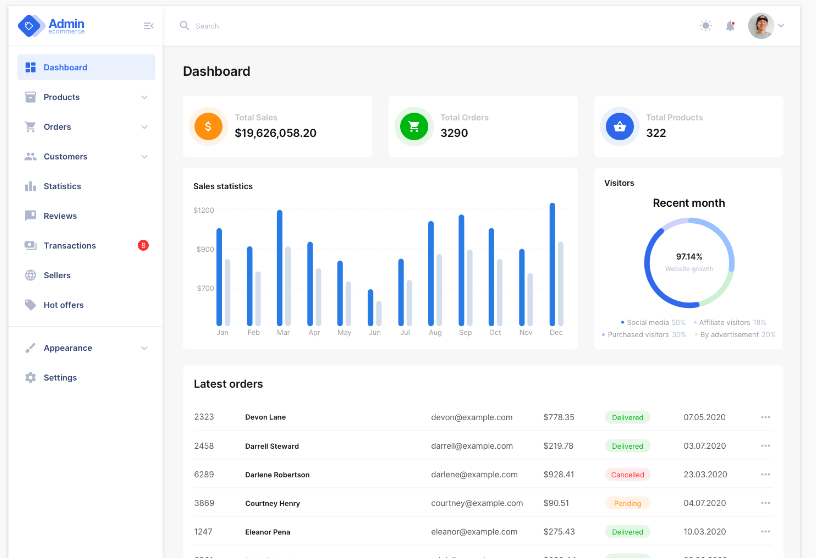 Admin
ecommerce
Search
Dashboard
Products
Orders
Customers
Statistics
Reviews
Transactions 8
Sellers
Hot offers
Appearance
Settings
Dashboard
$
Total Sales
$19,626,058.20
Total Orders
3290
Total Products
322
Sales statistics
$1200
$900
$700
Jan Feb Mar Apr May Jun Jul Aug Sep Oct Nov Dec
Visitors
Recent month
97.14%
Website growth
Social media 50% Affiliate visitors 18%
Purchased visitors 30% By advertisement 20%
Latest orders
2323 Devon Lane devon@example.com $778.35 Delivered 07.05.2020
2458 Darrell Steward darrell@example.com $219.78 Delivered 03.07.2020
6289 Darlene Robertson darlene@example.com $928.41 Cancelled 23.03.2020
3869 Courtney Henry courtney@example.com $90.51 Pending 04.07.2020
1247 Eleanor Pena eleanor@example.com $275.43 Delivered 10.03.2020